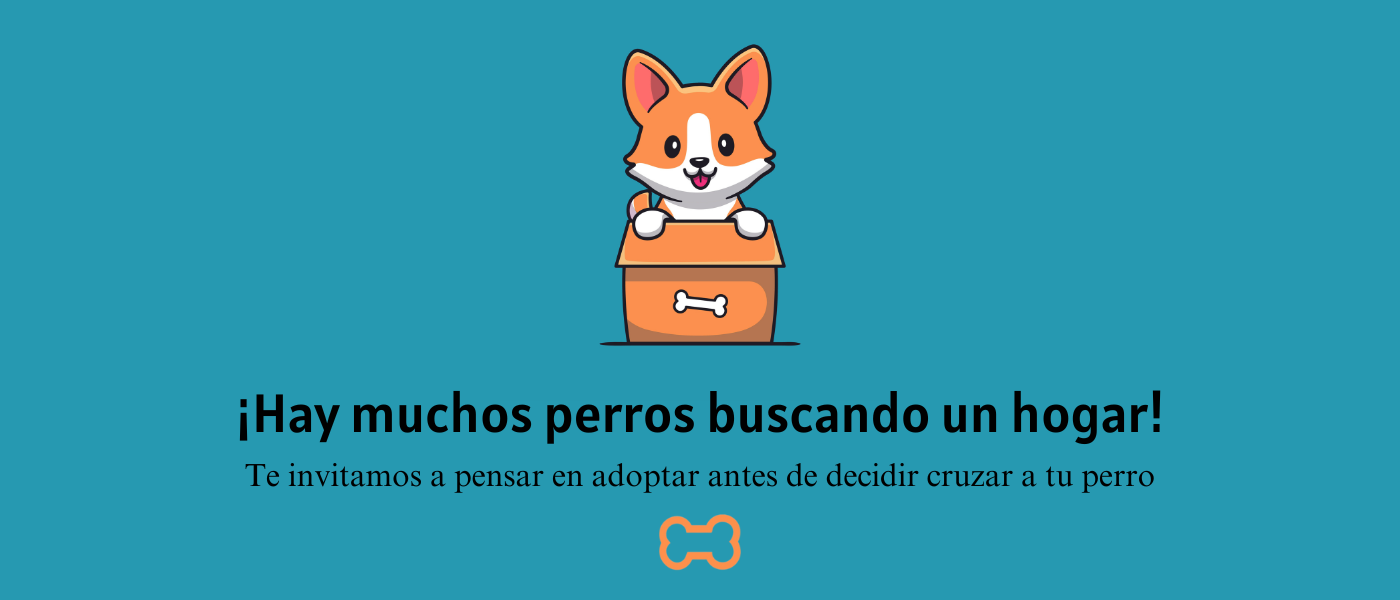 ¡Hay muchos perros buscando un hogar!
Te invitamos a pensar en adoptar antes de decidir cruzar a tu perro